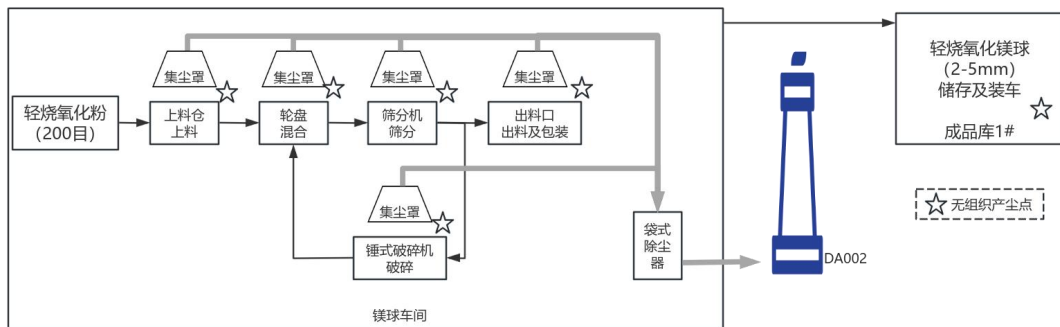 集尘罩
集尘罩
集尘罩
集尘罩
轻烧氧化镁球
（2-5mm）
储存及装车
成品库1#
轻烧氧化粉
（200目）
上料仓
上料
轮盘
混合
筛分机
筛分
出料口
出料及包装
集尘罩
无组织产尘点
锤式破碎机
破碎
袋式
除尘
器
DA002
镁球车间